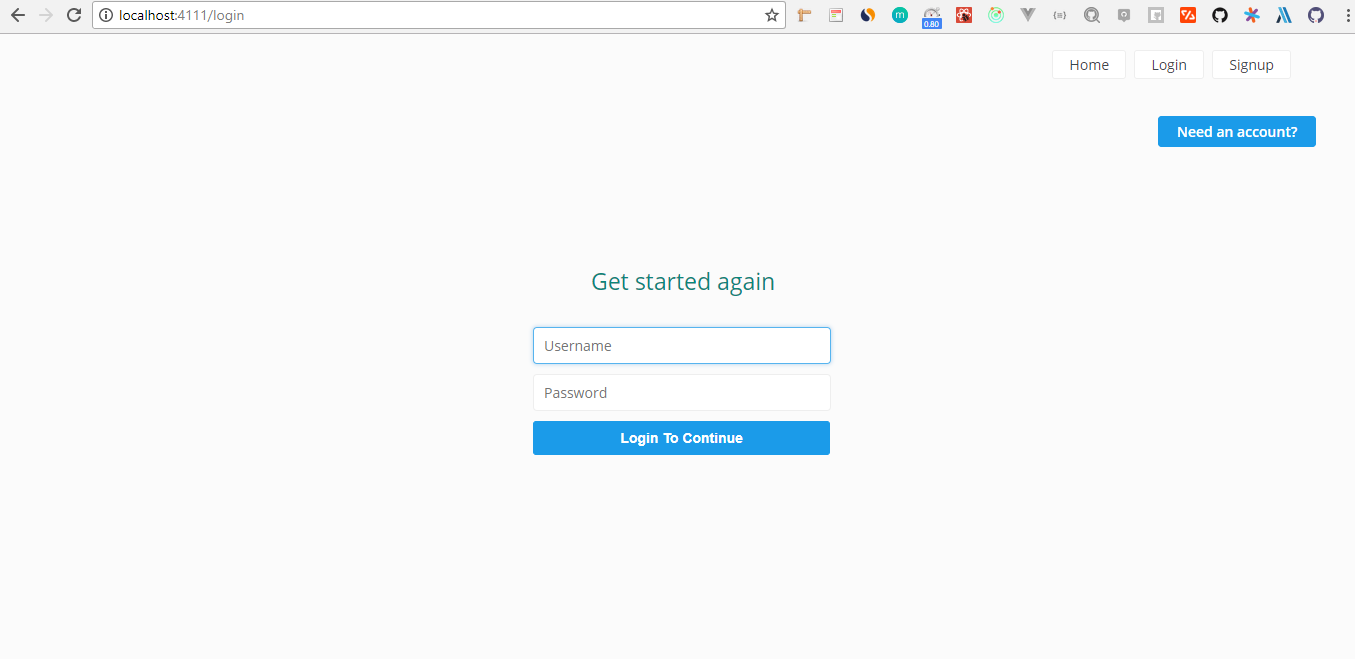 localhost:4111/login
m
0.80
Home Login Signup
Need an account?
Get started again
Username
Password
Login To Continue